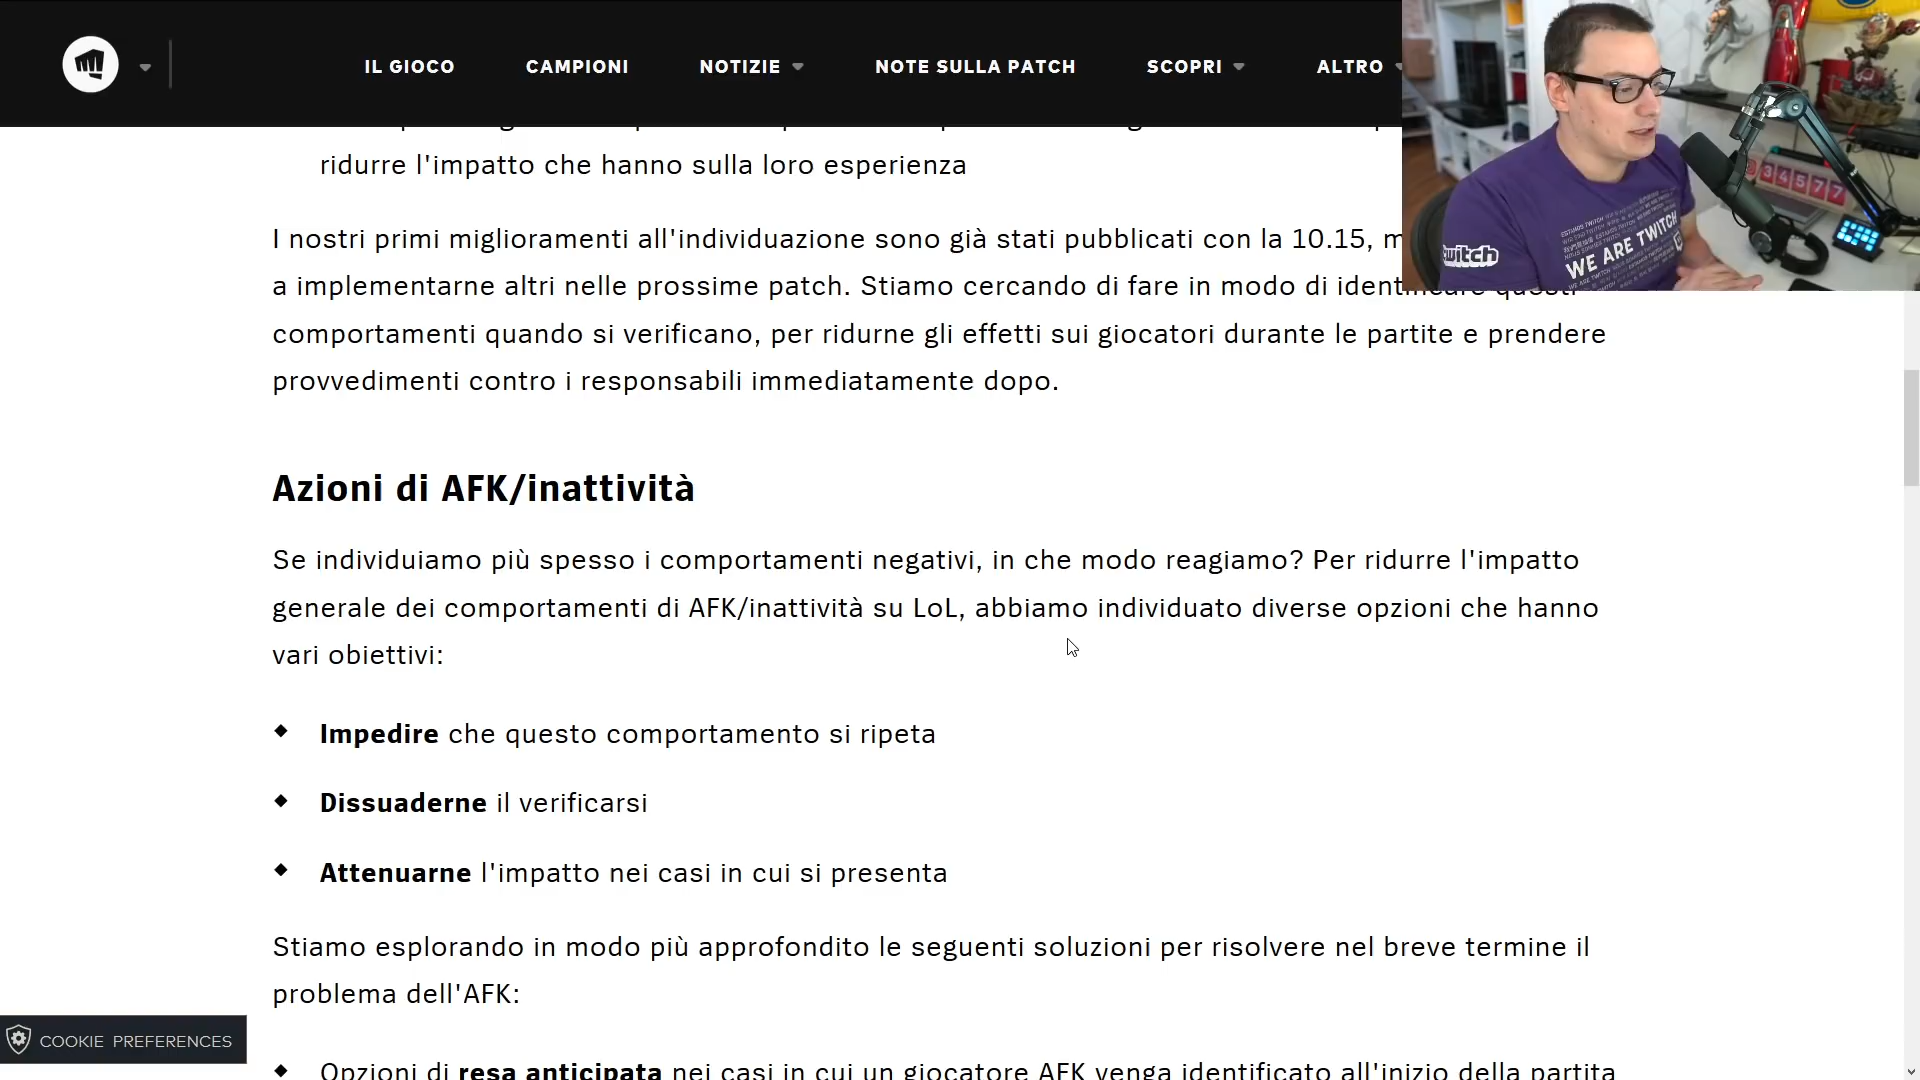 IL GIOCO CAMPIONI NOTIZIE NOTE SULLA PATCH SCOPRI ALTRO
ridurre l'impatto che hanno sulla loro esperienza
I nostri primi miglioramenti all'individuazione sono già stati pubblicati con la 10.15, m
a implementarne altri nelle prossime patch. Stiamo cercando di fare in modo di identificare questi
comportamenti quando si verificano, per ridurne gli effetti sui giocatori durante le partite e prendere
provvedimenti contro i responsabili immediatamente dopo.
Azioni di AFK/inattività
Se individuiamo più spesso i comportamenti negativi, in che modo reagiamo? Per ridurre l'impatto
generale dei comportamenti di AFK/inattività su LoL, abbiamo individuato diverse opzioni che hanno
vari obiettivi:
Impedire che questo comportamento si ripeta
Dissuaderne il verificarsi
Attenuarne l'impatto nei casi in cui si presenta
Stiamo esplorando in modo più approfondito le seguenti soluzioni per risolvere nel breve termine il
problema dell'AFK:
Opzioni di resa anticipata nei casi in cui un giocatore AFK venga identificato all'inizio della partita
COOKIE PREFERENCES
twitch
WE ARE TWITCH
34577